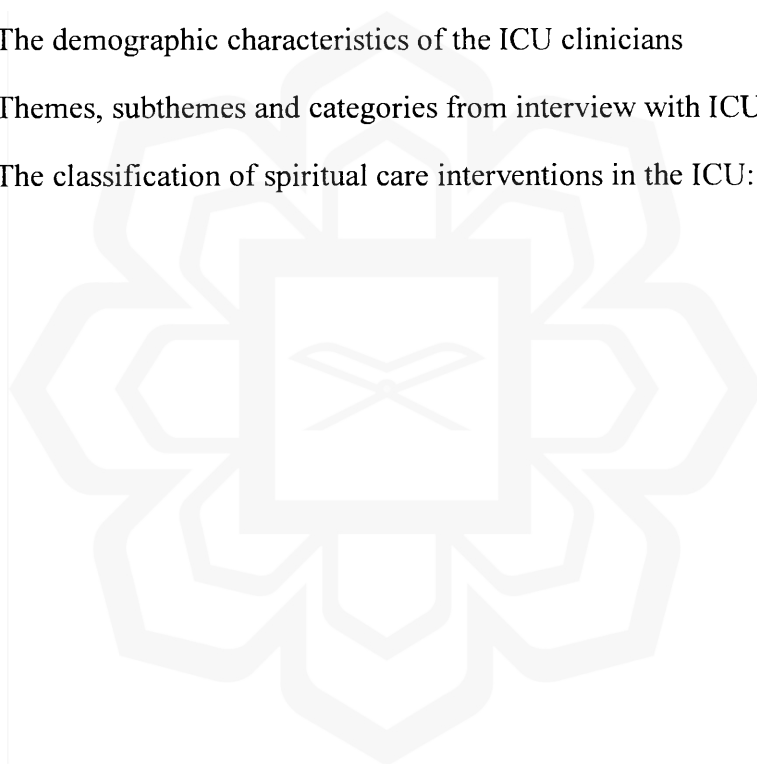 The demographic characteristics of the ICU clinicians
Themes, subthemes and categories from interview with ICU
The classification of spiritual care interventions in the ICU: